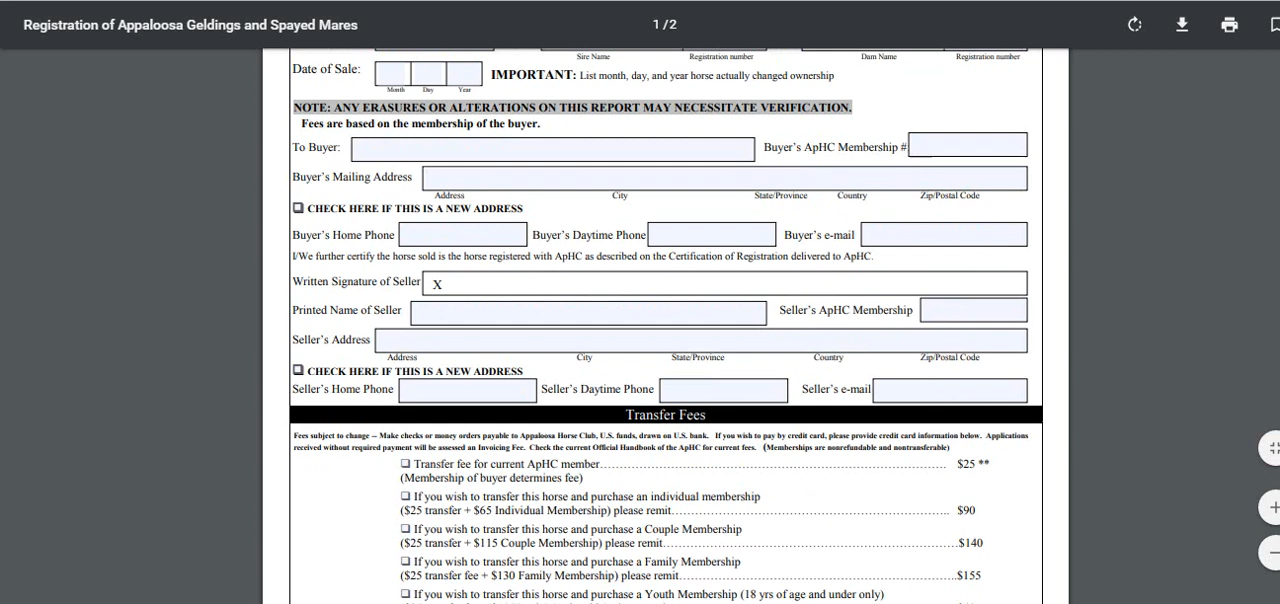 Registration of Appaloosa Geldings and Spayed Mares 1 / 2
Sire Name Registration number Dam Name Registration number
Date of Sale: IMPORTANT: List month, day, and year horse actually changed ownership
Month Day Year
NOTE: ANY ERASURES OR ALTERATIONS ON THIS REPORT MAY NECESSITATE VERIFICATION.
Fees are based on the membership of the buyer.
To Buyer: Buyer's ApHC Membership #
Buyer's Mailing Address
Address City State/Province Country Zip/Postal Code
❑ CHECK HERE IF THIS IS A NEW ADDRESS
Buyer's Home Phone Buyer's Daytime Phone Buyer's e-mail
I/We further certify the horse sold is the horse registered with ApHC as described on the Certification of Registration delivered to ApHC.
Written Signature of Seller X
Printed Name of Seller Seller's ApHC Membership
Seller's Address
Address City State/Province Country Zip/Postal Code
❑ CHECK HERE IF THIS IS A NEW ADDRESS
Seller's Home Phone Seller's Daytime Phone Seller's e-mail
Transfer Fees
Fees subject to change – Make checks or money orders payable to Appaloosa Horse Club, U.S. funds, drawn on U.S. bank. If you wish to pay by credit card, please provide credit card information below. Applications
received without required payment will be assessed an Invoicing Fee. Check the current Official Handbook of the ApHC for current fees. (Memberships are nonrefundable and nontransferable)
❑ Transfer fee for current ApHC member.......... $25 **
(Membership of buyer determines fee)
❑ If you wish to transfer this horse and purchase an individual membership
($25 transfer + $65 Individual Membership) please remit.......... $90
❑ If you wish to transfer this horse and purchase a Couple Membership
($25 transfer + $115 Couple Membership) please remit..........$140
❑ If you wish to transfer this horse and purchase a Family Membership
($25 transfer fee + $130 Family Membership) please remit..........$155
❑ If you wish to transfer this horse and purchase a Youth Membership (18 yrs of age and under only)